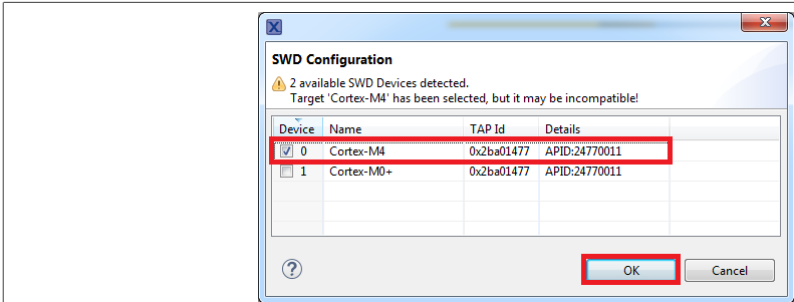 X
X
SWD Configuration
2 available SWD Devices detected.
Target 'Cortex-M4' has been selected, but it may be incompatible!
Device Name TAP Id Details
0 Cortex-M4 0x2ba01477 APID:24770011
1 Cortex-M0+ 0x2ba01477 APID:24770011
?
OK Cancel